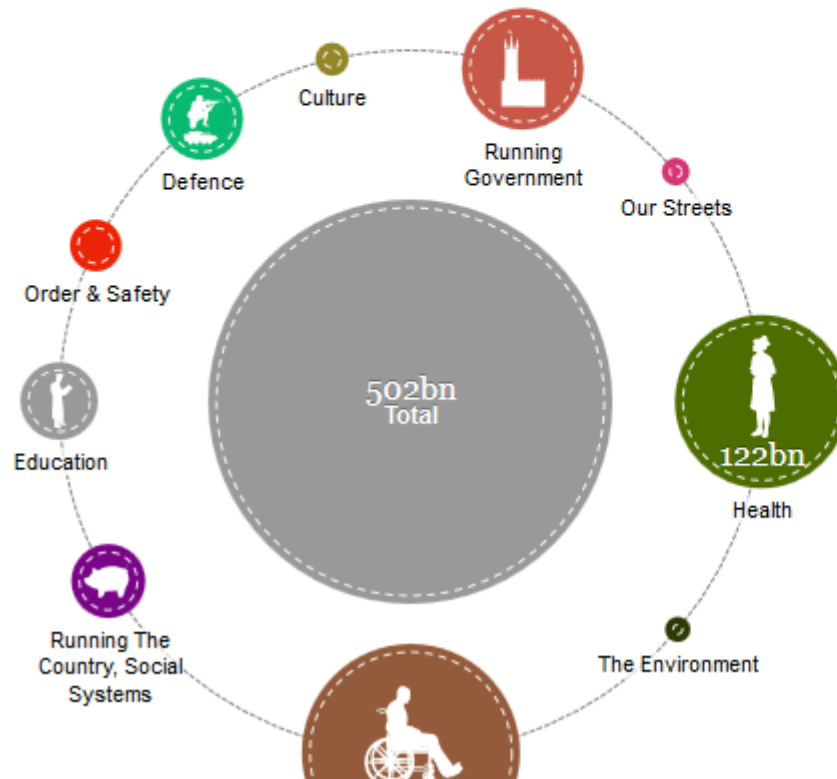 Culture
Running
Government
Defence
Our Streets
Order & Safety
502bn
Total
Education
122bn
Health
Running The
Country, Social
Systems
The Environment